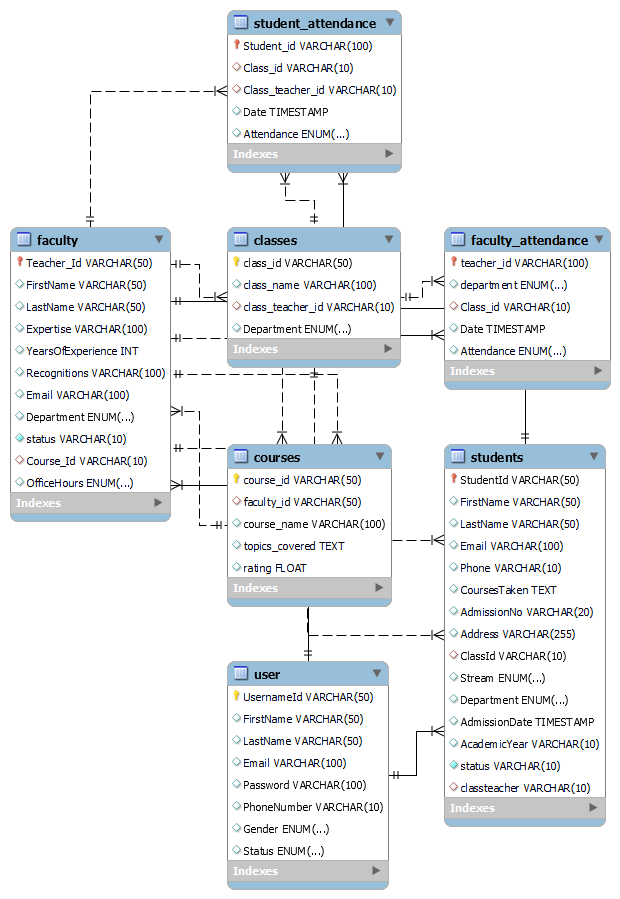 student_attendance
Student_id VARCHAR(100)
Class_id VARCHAR(10)
Class_teacher_id VARCHAR(10)
Date TIMESTAMP
Attendance ENUM(...)
Indexes
faculty
Teacher_Id VARCHAR(50)
FirstName VARCHAR(50)
LastName VARCHAR(50)
Expertise VARCHAR(100)
YearsOfExperience INT
Recognitions VARCHAR(100)
Email VARCHAR(100)
Department ENUM(...)
status VARCHAR(10)
Course_Id VARCHAR(10)
OfficeHours ENUM(...)
Indexes
classes
class_id VARCHAR(50)
class_name VARCHAR(100)
class_teacher_id VARCHAR(10)
Department ENUM(...)
Indexes
faculty_attendance
teacher_id VARCHAR(100)
department ENUM(...)
Class_id VARCHAR(10)
Date TIMESTAMP
Attendance ENUM(...)
Indexes
courses
course_id VARCHAR(50)
faculty_id VARCHAR(50)
course_name VARCHAR(100)
topics_covered TEXT
rating FLOAT
Indexes
students
StudentId VARCHAR(50)
FirstName VARCHAR(50)
LastName VARCHAR(50)
Email VARCHAR(100)
Phone VARCHAR(10)
CoursesTaken TEXT
AdmissionNo VARCHAR(20)
Address VARCHAR(255)
ClassId VARCHAR(10)
Stream ENUM(...)
Department ENUM(...)
AdmissionDate TIMESTAMP
AcademicYear VARCHAR(10)
status VARCHAR(10)
classteacher VARCHAR(10)
Indexes
user
UsernameId VARCHAR(50)
FirstName VARCHAR(50)
LastName VARCHAR(50)
Email VARCHAR(100)
Password VARCHAR(100)
PhoneNumber VARCHAR(10)
Gender ENUM(...)
Status ENUM(...)
Indexes